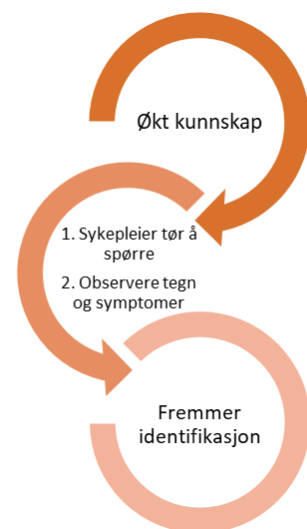 Økt kunnskap
1. Sykepleier tør å
spørre
2. Observere tegn
og symptomer
Fremmer
identifikasjon